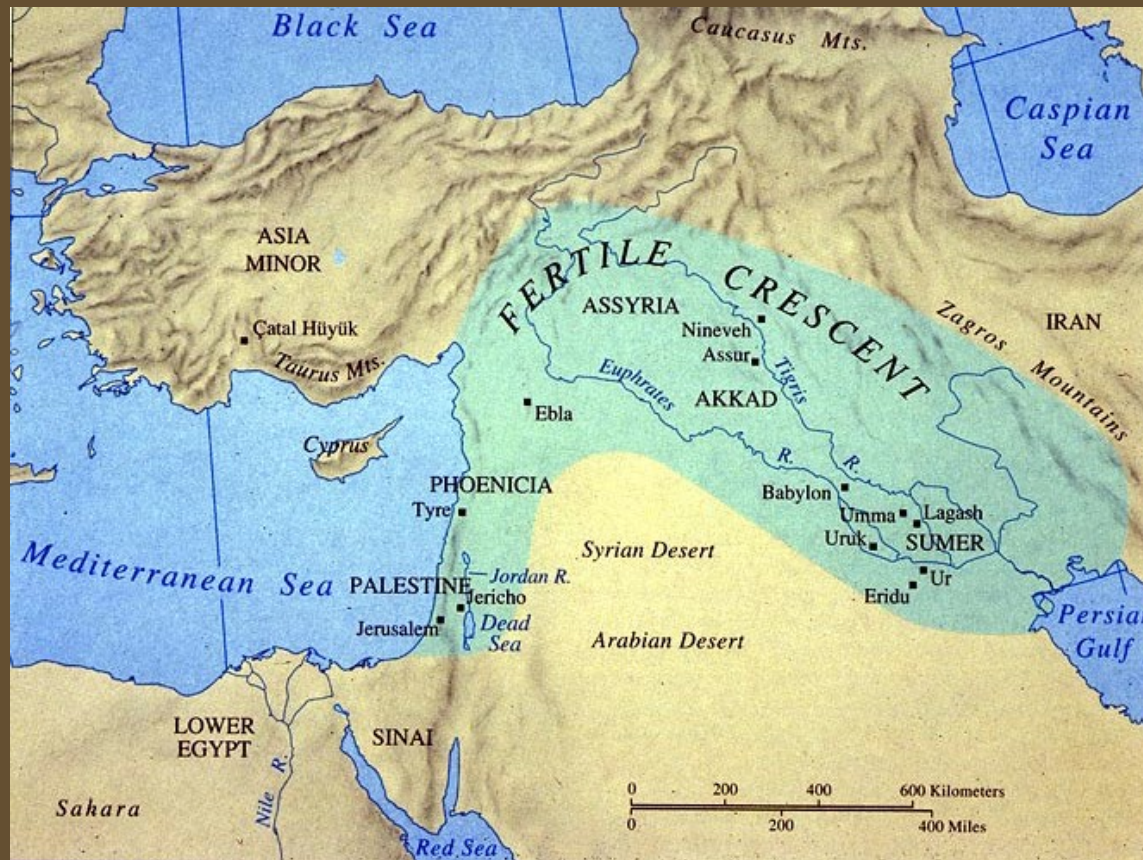 Black Sea
Caucasus Mts.
Caspian
Sea
ASIA
MINOR
FERTILE CRESCENT
ASSYRIA
Nineveh
Zagros Mountains
IRAN
Çatal Hüyük
Taurus Mts.
Assur
Tigris R.
Euphrates R.
AKKAD
Ebla
Cyprus
PHOENICIA
Tyre
Babylon
Umma
Lagash
Uruk
SUMER
Syrian Desert
Mediterranean Sea
PALESTINE
Jordan R.
Jericho
Ur
Eridu
Jerusalem
Dead
Sea
Arabian Desert
Persian
Gulf
LOWER
EGYPT
SINAI
Nile R.
Sahara
0 200 400 600 Kilometers
0 200 400 Miles
Red Sea